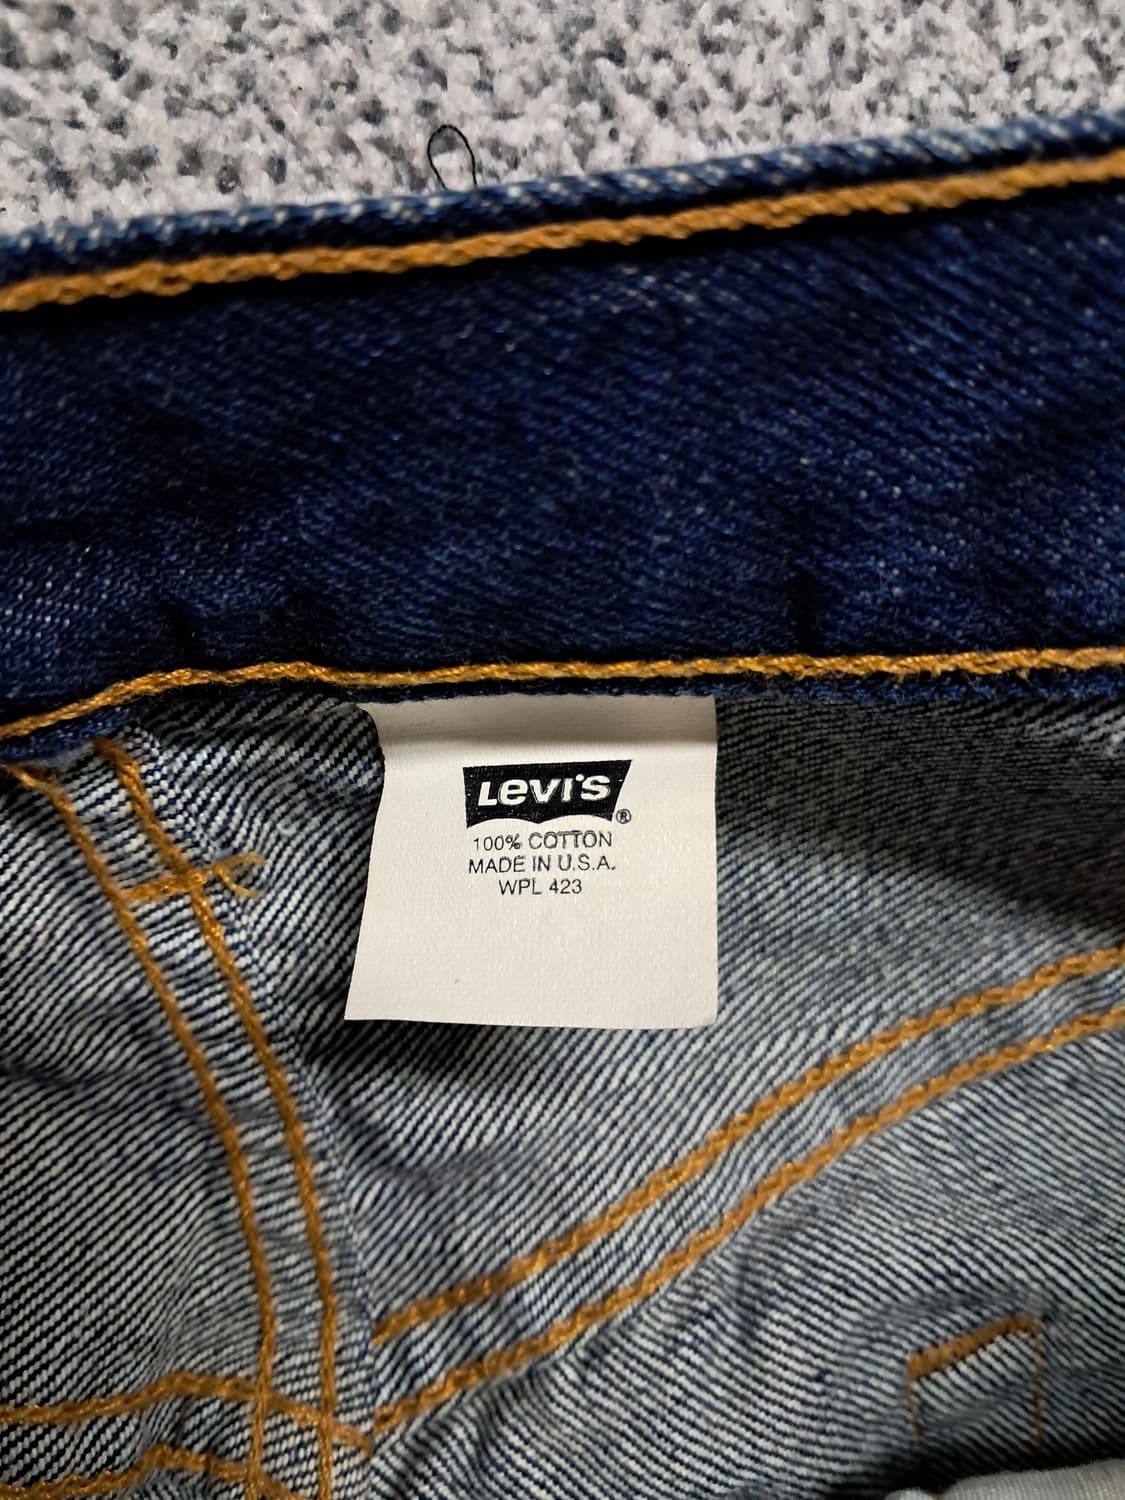 Levi's®
100% COTTON
MADE IN U.S.A.
WPL 423